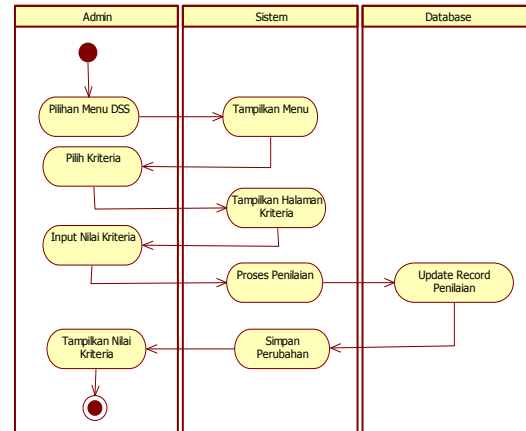 Admin
Sistem
Database
Pilihan Menu DSS
Tampilkan Menu
Pilih Kriteria
Tampilkan Halaman
Kriteria
Input Nilai Kriteria
Proses Penilaian
Update Record
Penilaian
Simpan
Perubahan
Tampilkan Nilai
Kriteria